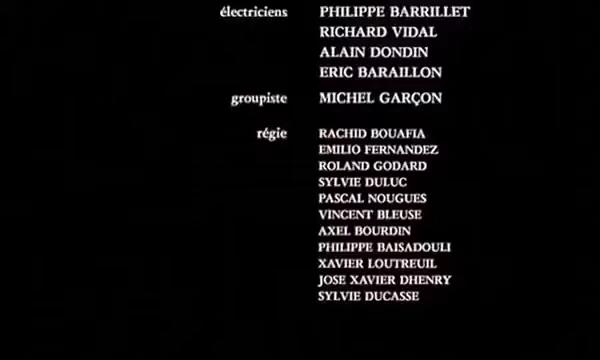 électriciens PHILIPPE BARRILLET
RICHARD VIDAL
ALAIN DONDIN
ERIC BARAILLON
groupiste MICHEL GARÇON
régie RACHID BOUAFIA
EMILIO FERNANDEZ
ROLAND GODARD
SYLVIE DULUC
PASCAL NOUGUES
VINCENT BLEUSE
AXEL BOURDIN
PHILIPPE BAISADOULI
XAVIER LOUTREUIL
JOSE XAVIER DHENRY
SYLVIE DUCASSE